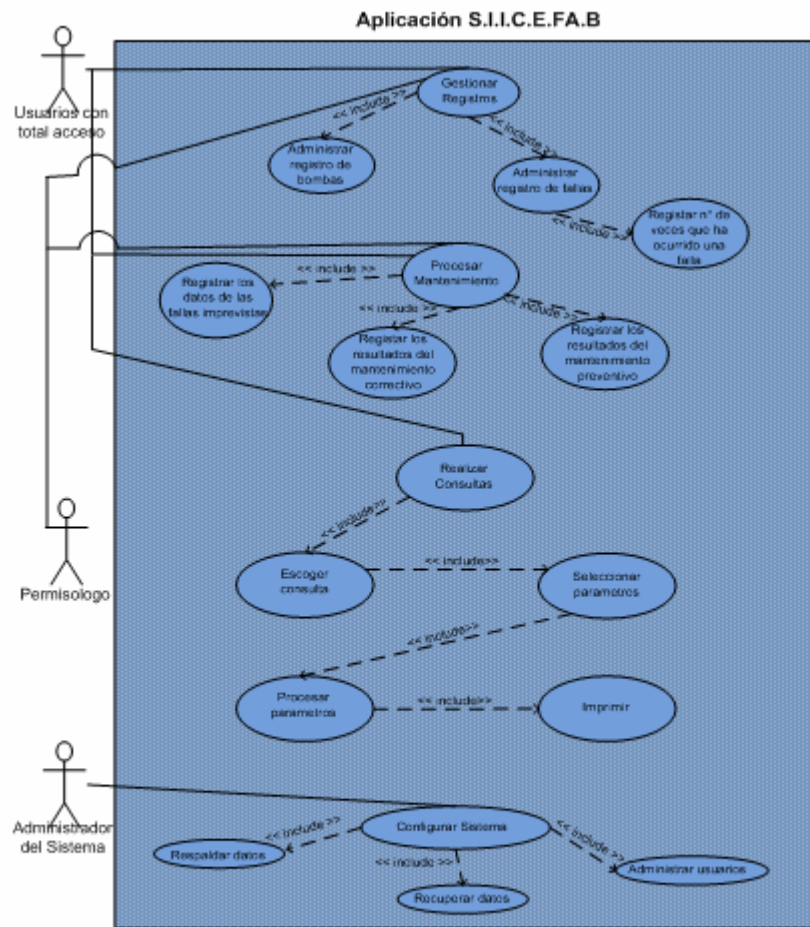 Aplicación S.I.I.C.E.FA.B
Usuarios con
total acceso
Gestionar
Registros
<< include >>
<< include >>
Administrar
registro de
bombas
Administrar
registro de fallas
<< include >>
Registar n° de
veces que ha
ocurrido una
falla
Procesar
Mantenimiento
<< include >>
<< include >>
<< include >>
Registrar los
datos de las
fallas imprevistas
Registar los
resultados del
mantenimiento
correctivo
Registrar los
resultados del
mantenimiento
preventivo
Realizar
Consultas
<< include>>
Permisologo
Escoger
consulta
<< include>>
Seleccionar
parametros
<< include>>
Procesar
parametros
<< include>>
Imprimir
Administrador
del Sistema
Configurar Sistema
<< include >>
<< include >>
<< include >>
Respaldar datos
Recuperar datos
Administrar usuarios